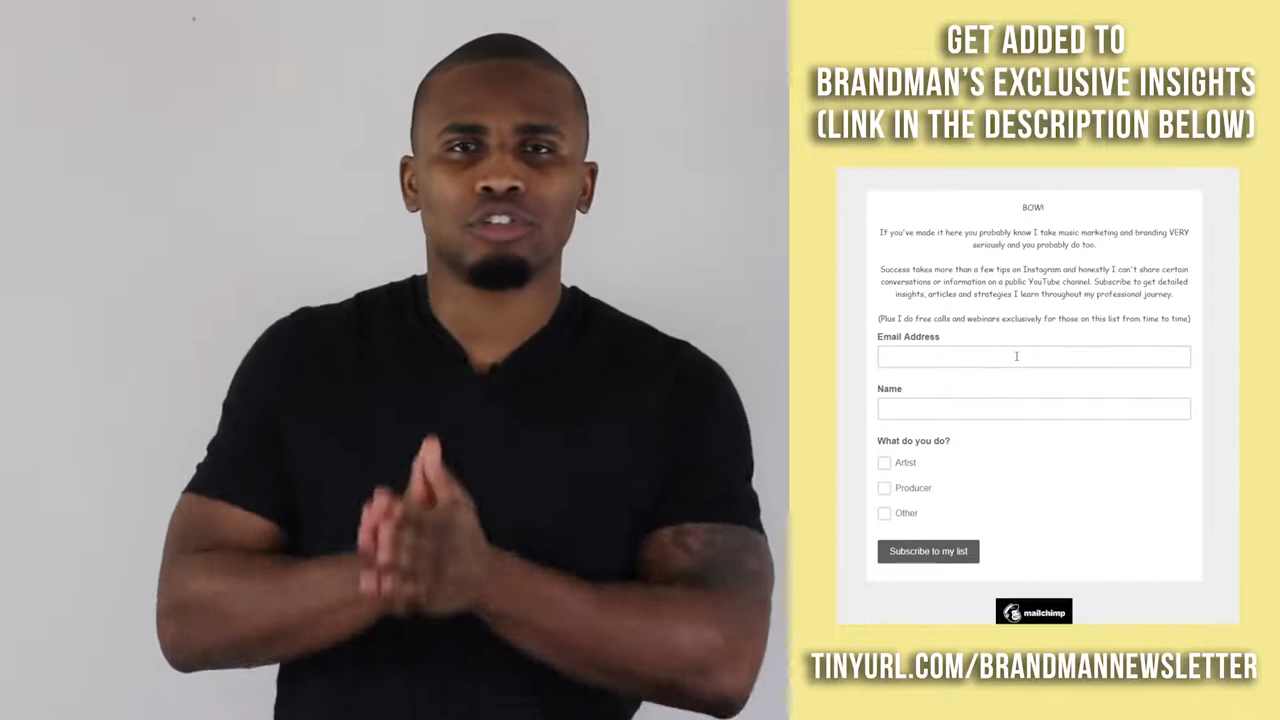 GET ADDED TO
BRANDMAN'S EXCLUSIVE INSIGHTS
(LINK IN THE DESCRIPTION BELOW)
BOW!
If you've made it here you probably know I take music marketing and branding VERY
seriously and you probably do too.
Success takes more than a few tips on Instagram and honestly I can't share certain
conversations or information on a public YouTube channel. Subscribe to get detailed
insights, articles and strategies I learn throughout my professional journey.
(Plus I do free calls and webinars exclusively for those on this list from time to time)
Email Address
Name
What do you do?
Artist
Producer
Other
Subscribe to my list
mailchimp
TINYURL.COM/BRANDMANNEWSLETTER